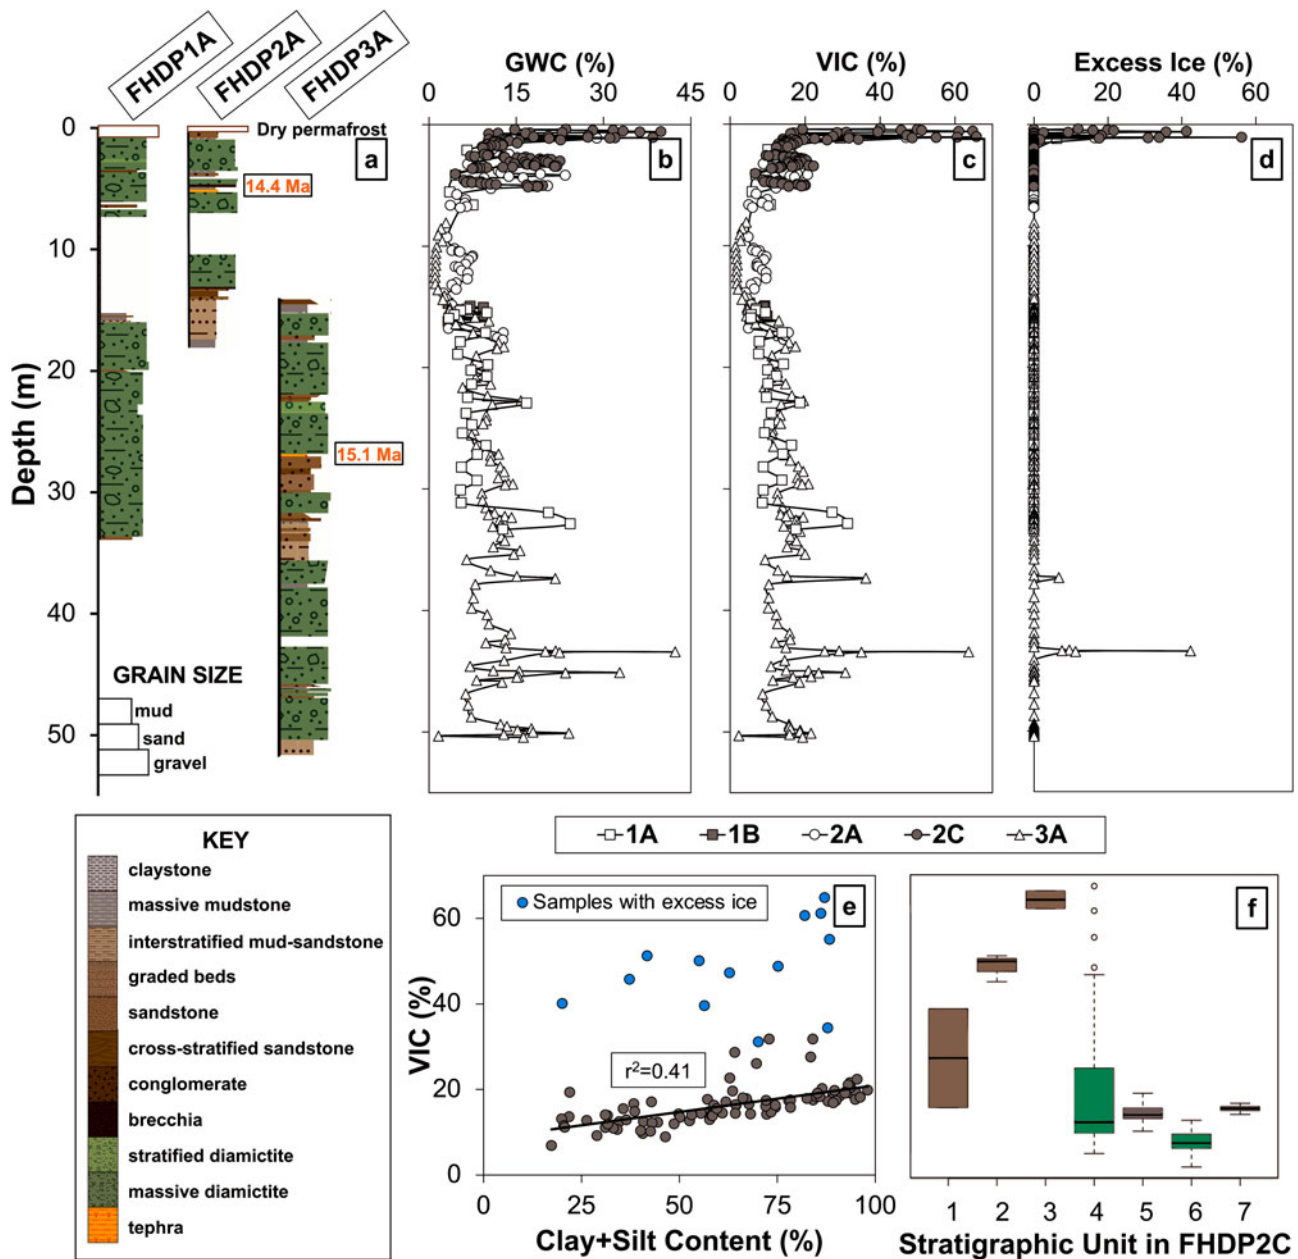 FHDP1A
FHDP2A
FHDP3A
GWC (%)
VIC (%)
Excess Ice (%)
0 15 30 45
0 20 40 60
0 20 40 60
Depth (m)
0
10
20
30
40
50
Dry permafrost
a
b
c
d
14.4 Ma
15.1 Ma
GRAIN SIZE
mud
sand
gravel
KEY
claystone
massive mudstone
interstratified mud-sandstone
graded beds
sandstone
cross-stratified sandstone
conglomerate
brecchia
stratified diamictite
massive diamictite
tephra
1A 1B 2A 2C 3A
Samples with excess ice
e
VIC (%)
60
40
20
0
r²=0.41
0 25 50 75 100
Clay+Silt Content (%)
f
1 2 3 4 5 6 7
Stratigraphic Unit in FHDP2C